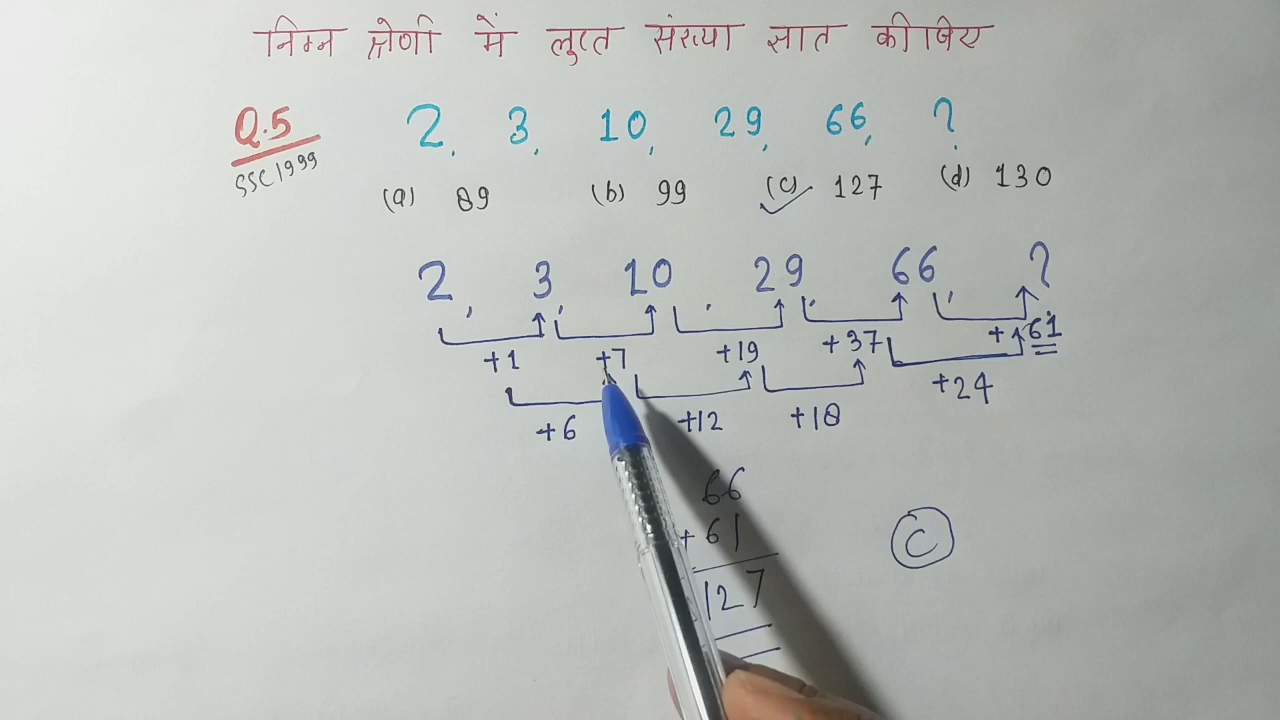 निम्न श्रेणी में लुप्त संख्या ज्ञात कीजिए
Q.5 2, 3, 10, 29, 66, ?
SSC 1999
(a) 89 (b) 99 (c) 127 (d) 130
2, 3, 10, 29, 66, ?
+1 +7 +19 +37 +61
+6 +12 +18 +24
66
+61
127
C